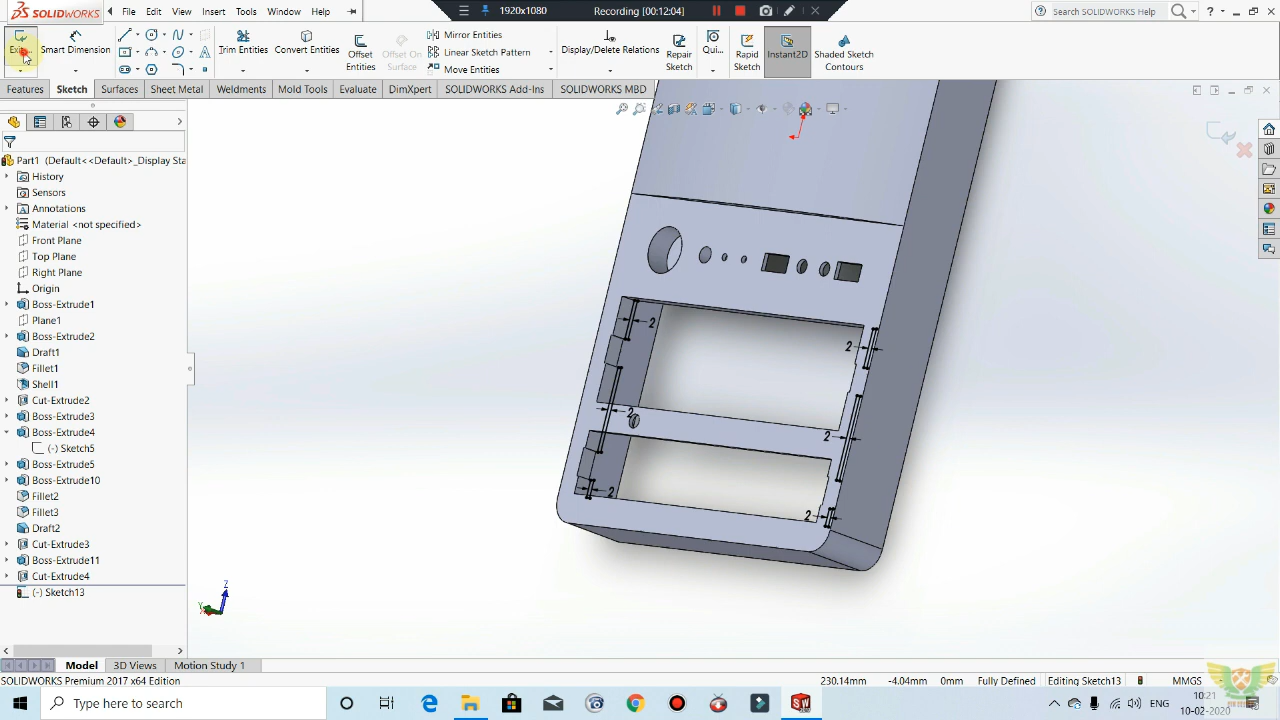 SOLIDWORKS
File
Edit
View
Insert
Tools
Window
Help
1920x1080
Recording [00:12:04]
Search SOLIDWORKS Help
Smart Dimension
Trim Entities
Convert Entities
Offset Entities
Offset On Surface
Mirror Entities
Linear Sketch Pattern
Move Entities
Display/Delete Relations
Repair Sketch
Qui...
Rapid Sketch
Instant2D
Shaded Sketch Contours
Features
Sketch
Surfaces
Sheet Metal
Weldments
Mold Tools
Evaluate
DimXpert
SOLIDWORKS Add-Ins
SOLIDWORKS MBD
Part1 (Default<<Default>_Display Sta
History
Sensors
Annotations
Material <not specified>
Front Plane
Top Plane
Right Plane
Origin
Boss-Extrude1
Plane1
Boss-Extrude2
Draft1
Fillet1
Shell1
Cut-Extrude2
Boss-Extrude3
Boss-Extrude4
(-) Sketch5
Boss-Extrude5
Boss-Extrude10
Fillet2
Fillet3
Draft2
Cut-Extrude3
Boss-Extrude11
Cut-Extrude4
(-) Sketch13
2
2
2
2
2
2
Z
Model
3D Views
Motion Study 1
SOLIDWORKS Premium 2017 x64 Edition
230.14mm
-4.04mm
0mm
Fully Defined
Editing Sketch13
MMGS
Type here to search
ENG
10:21
10-02-2020